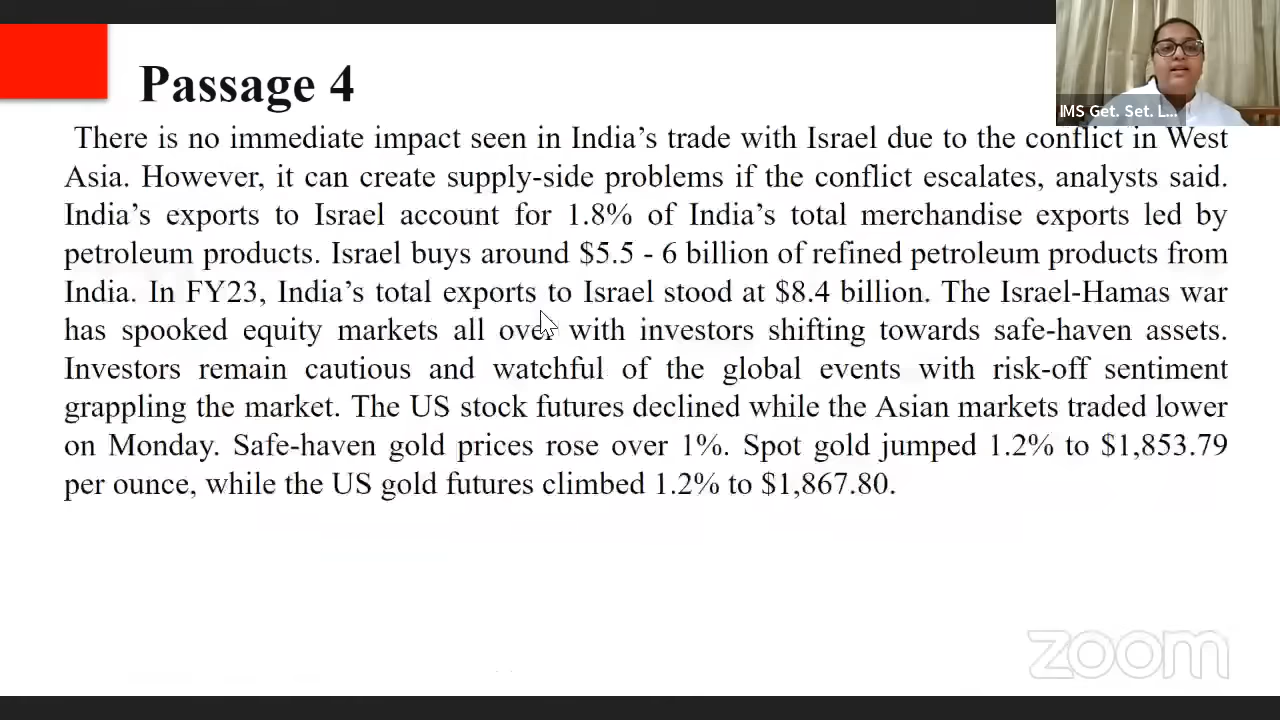 Passage 4
IMS Get. Set. L...
There is no immediate impact seen in India's trade with Israel due to the conflict in West
Asia. However, it can create supply-side problems if the conflict escalates, analysts said.
India's exports to Israel account for 1.8% of India's total merchandise exports led by
petroleum products. Israel buys around $5.5 - 6 billion of refined petroleum products from
India. In FY23, India's total exports to Israel stood at $8.4 billion. The Israel-Hamas war
has spooked equity markets all over with investors shifting towards safe-haven assets.
Investors remain cautious and watchful of the global events with risk-off sentiment
grappling the market. The US stock futures declined while the Asian markets traded lower
on Monday. Safe-haven gold prices rose over 1%. Spot gold jumped 1.2% to $1,853.79
per ounce, while the US gold futures climbed 1.2% to $1,867.80.
zoom